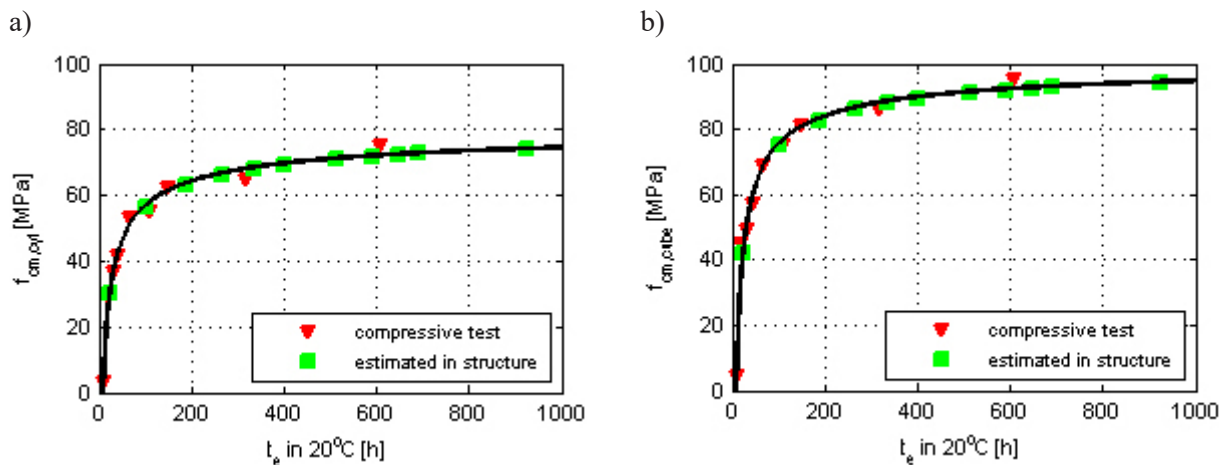 a)
100
80
60
40
20
0
f_cm,cyl [MPa]
0 200 400 600 800 1000
t_e in 20°C [h]
compressive test
estimated in structure
b)
100
80
60
40
20
0
f_cm,cube [MPa]
0 200 400 600 800 1000
t_e in 20°C [h]
compressive test
estimated in structure